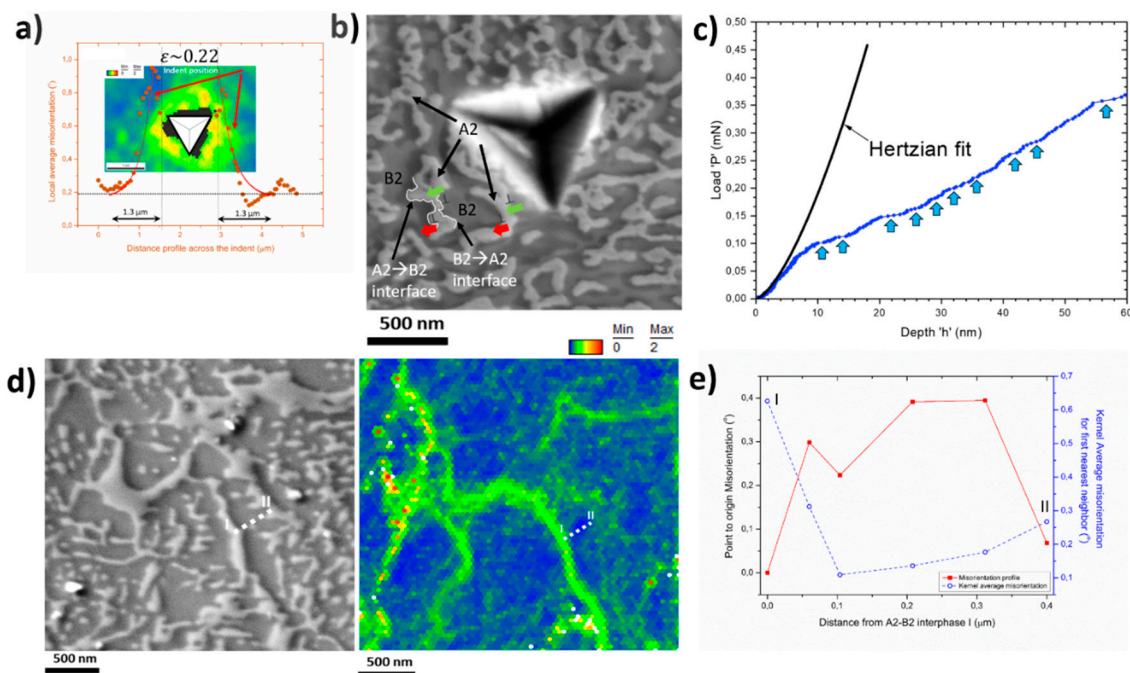 a)
ε~0.22
Indent position
Min
Max
0
2
Local average misorientation (°)
1,0
0,8
0,6
0,4
0,2
0,0
1.3 µm
1.3 µm
0
1
2
3
4
5
Distance profile across the indent (µm)
b)
A2
B2
B2
A2→B2
interface
B2→A2
interface
500 nm
Min
Max
0
2
c)
Load 'P' (mN)
0,50
0,45
0,40
0,35
0,30
0,25
0,20
0,15
0,10
0,05
0,00
Hertzian fit
0
10
20
30
40
50
60
Depth 'h' (nm)
d)
I
II
500 nm
I
II
500 nm
e)
Point to origin Misorientation (°)
0,4
0,3
0,2
0,1
0,0
I
II
0,7
0,6
0,5
0,4
0,3
0,2
0,1
Kernel Average misorientation
for first nearest neighbor (°)
Misorientation profile
Kernel average misorientation
0,0
0,1
0,2
0,3
0,4
Distance from A2-B2 interphase I (µm)